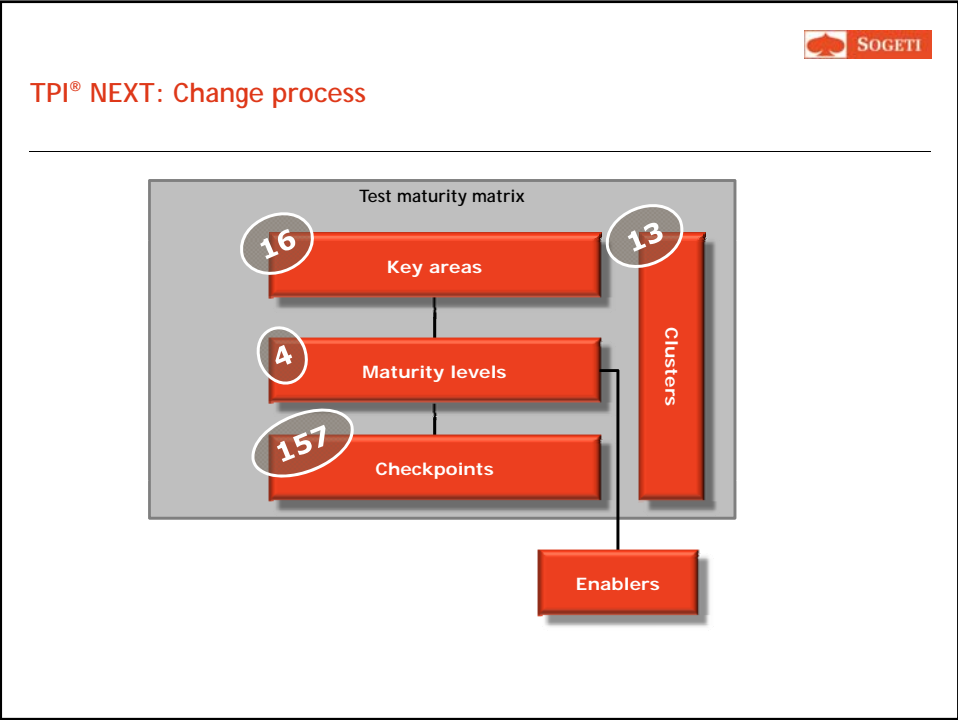 SOGETI
TPI® NEXT: Change process
Test maturity matrix
16
13
Key areas
4
Maturity levels
Clusters
157
Checkpoints
Enablers